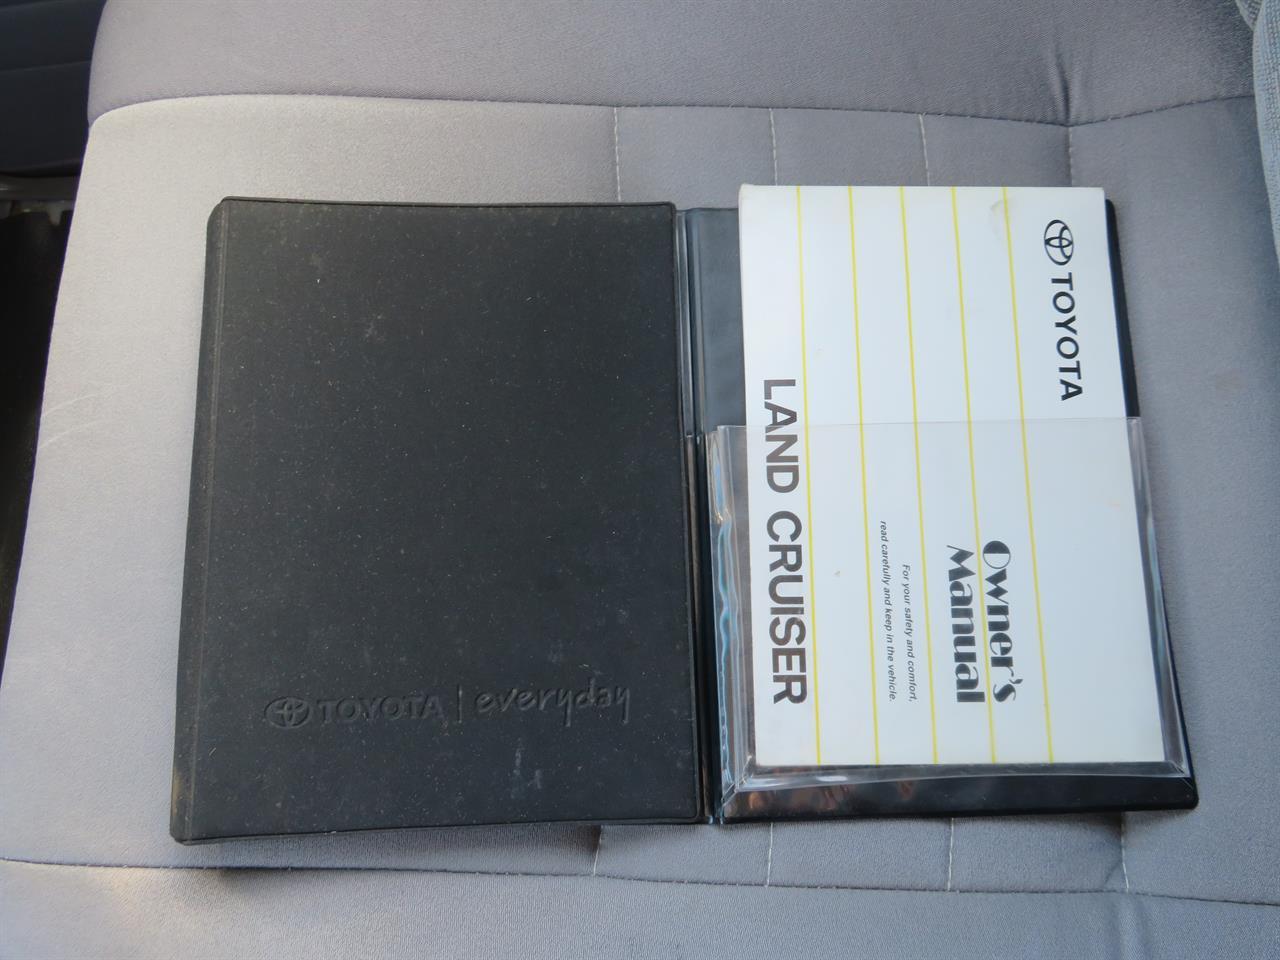 TOYOTA | everyday
TOYOTA
Owner's
Manual
For your safety and comfort,
read carefully and keep in the vehicle.
LAND CRUISER